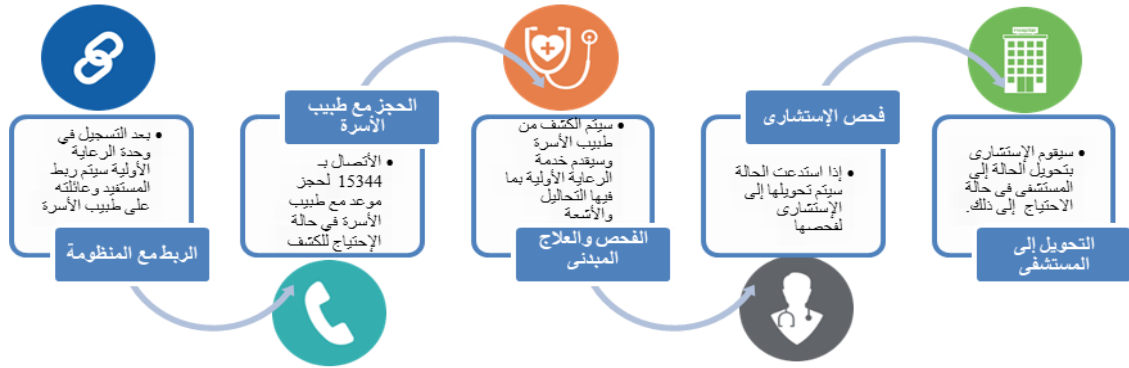 • بعد التسجيل في
وحدة الرعاية
الأولية سيتم ربط
المستفيد وعائلته
على طبيب الأسرة
الربط مع المنظومة
الحجز مع طبيب
الأسرة
• الأتصال بـ
15344 لحجز
موعد مع طبيب
الأسرة في حالة
الإحتياج للكشف
• سيتم الكشف من
طبيب الأسرة
وسيقدم خدمة
الرعاية الأولية بما
فيها التحاليل
والأشعة
الفحص والعلاج
المبدئى
فحص الإستشارى
• إذا استدعت الحالة
سيتم تحويلها إلى
الإستشارى
لفحصها
Hospital
• سيقوم الإستشارى
بتحويل الحالة إلى
المستشفى فى حالة
الاحتياج إلى ذلك.
التحويل إلى
المستشفى